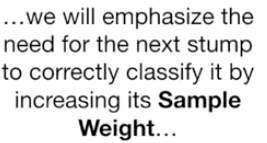 …we will emphasize the
need for the next stump
to correctly classify it by
increasing its Sample
Weight…